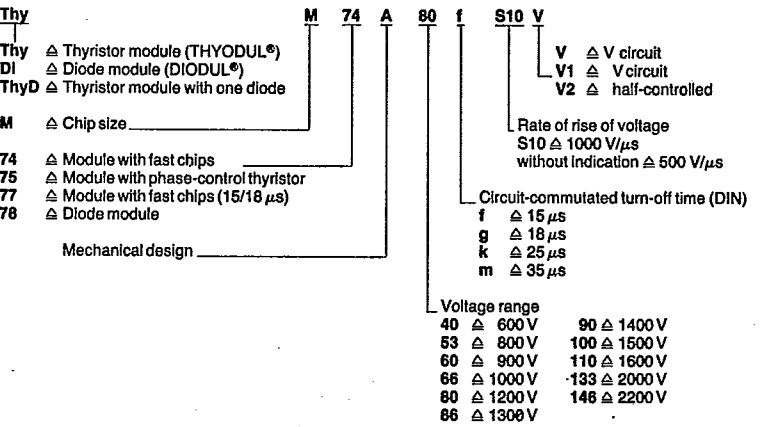 Thy M 74 A 80 f S10 V
Thy ≙ Thyristor module (THYODUL®)
DI ≙ Diode module (DIODUL®)
ThyD ≙ Thyristor module with one diode
V ≙ V circuit
V1 ≙ V circuit
V2 ≙ half-controlled
M ≙ Chip size
Rate of rise of voltage
S10 ≙ 1000 V/µs
without indication ≙ 500 V/µs
74 ≙ Module with fast chips
75 ≙ Module with phase-control thyristor
77 ≙ Module with fast chips (15/18 µs)
78 ≙ Diode module
Circuit-commutated turn-off time (DIN)
f ≙ 15 µs
g ≙ 18 µs
k ≙ 25 µs
m ≙ 35 µs
Mechanical design
Voltage range
40 ≙ 600 V 90 ≙ 1400 V
53 ≙ 800 V 100 ≙ 1500 V
60 ≙ 900 V 110 ≙ 1600 V
66 ≙ 1000 V 133 ≙ 2000 V
80 ≙ 1200 V 146 ≙ 2200 V
86 ≙ 1300 V